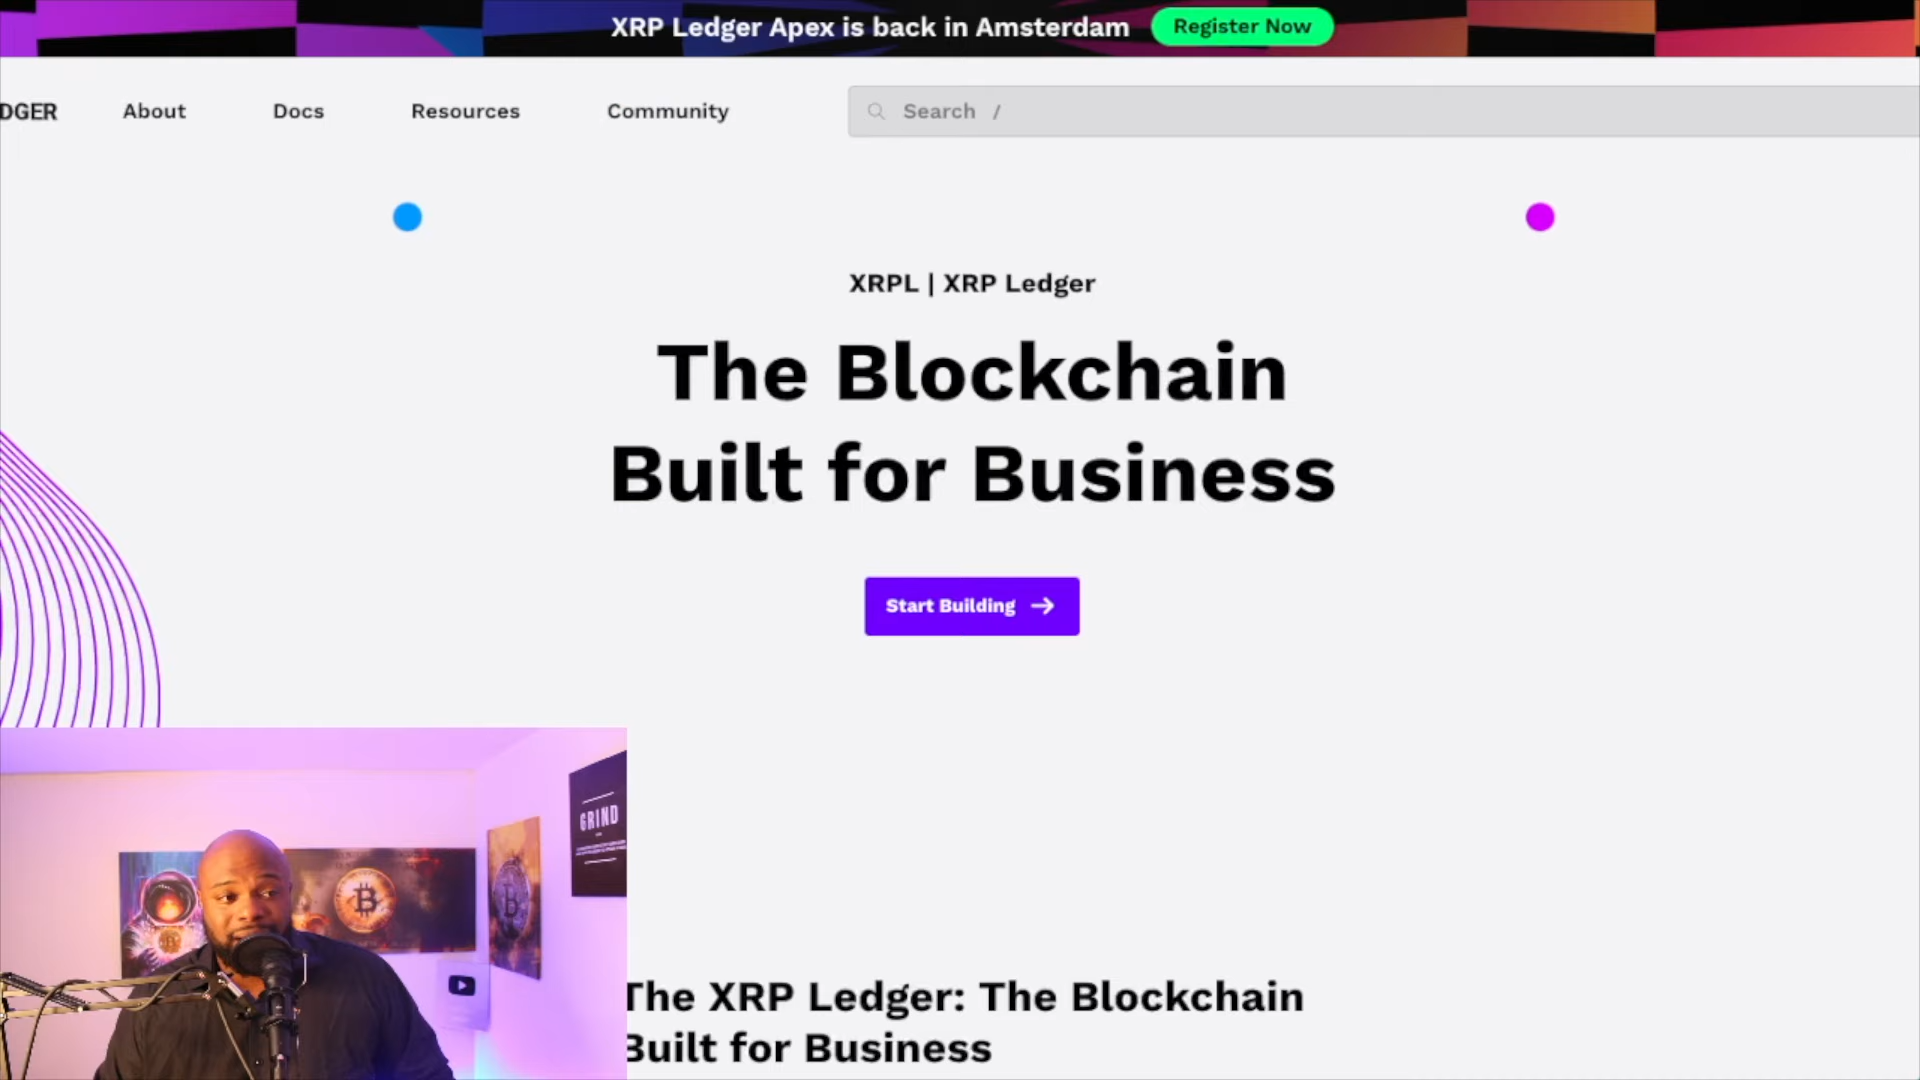 XRP Ledger Apex is back in Amsterdam Register Now
DGER About Docs Resources Community Search /
XRPL | XRP Ledger
The Blockchain
Built for Business
Start Building
GRIND
The XRP Ledger: The Blockchain
Built for Business